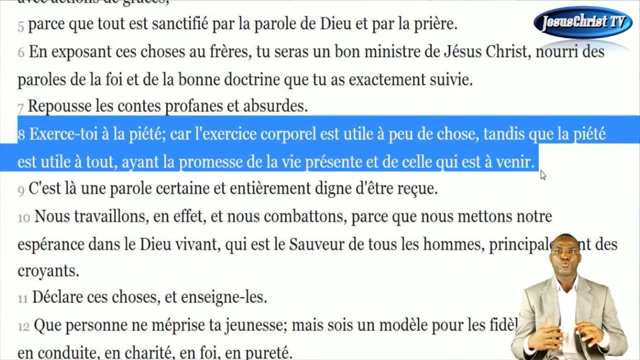 avec actions de grâces,
JesusChrist TV
5 parce que tout est sanctifié par la parole de Dieu et par la prière.
6 En exposant ces choses au frères, tu seras un bon ministre de Jésus Christ, nourri des
paroles de la foi et de la bonne doctrine que tu as exactement suivie.
7 Repousse les contes profanes et absurdes.
8 Exerce-toi à la piété; car l'exercice corporel est utile à peu de chose, tandis que la piété
est utile à tout, ayant la promesse de la vie présente et de celle qui est à venir.
9 C'est là une parole certaine et entièrement digne d'être reçue.
10 Nous travaillons, en effet, et nous combattons, parce que nous mettons notre
espérance dans le Dieu vivant, qui est le Sauveur de tous les hommes, des
croyants.
11 Déclare ces choses, et enseigne-les.
12 Que personne ne méprise ta jeunesse; mais sois un modèle pour les
en conduite, en charité, en foi, en pureté.